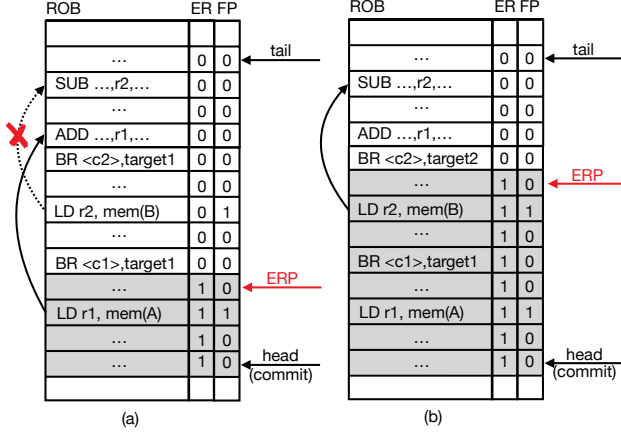 ROB ER FP
... 0 0 tail
SUB ...,r2,... 0 0
... 0 0
ADD ...,r1,... 0 0
BR <c2>,target1 0 0
... 0 0
LD r2, mem(B) 0 1
... 0 0
BR <c1>,target1 0 0
... 1 0 ERP
LD r1, mem(A) 1 1
... 1 0
... 1 0 head
(commit)
(a)
ROB ER FP
... 0 0 tail
SUB ...,r2,... 0 0
... 0 0
ADD ...,r1,... 0 0
BR <c2>,target2 0 0
... 1 0 ERP
LD r2, mem(B) 1 1
... 1 0
BR <c1>,target1 1 0
... 1 0
LD r1, mem(A) 1 1
... 1 0
... 1 0 head
(commit)
(b)